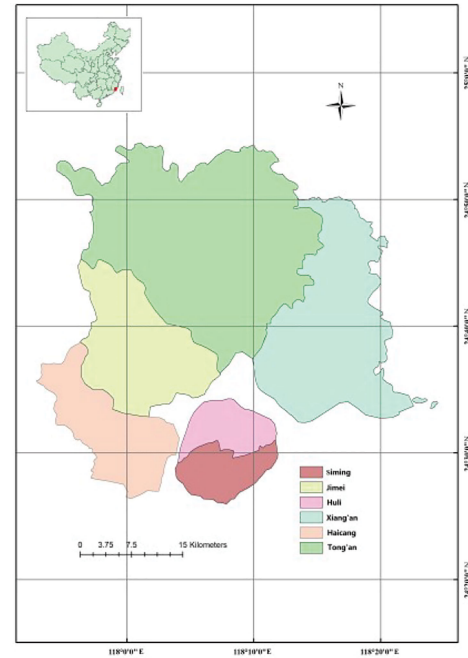 N
Siming
Jimei
Huli
Xiang'an
Haicang
Tong'an
0 3.75 7.5 15 Kilometers
118°0'0"E 118°10'0"E 118°20'0"E